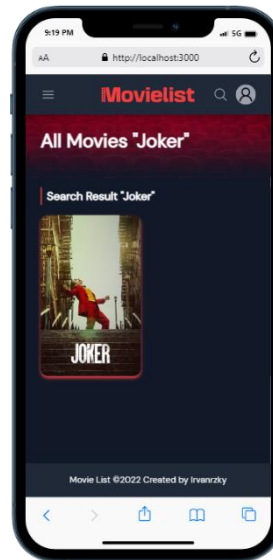 9:19 PM 5G
AA http://localhost:3000
Movielist
All Movies "Joker"
Search Result "Joker"
JOKER
Movie List ©2022 Created by Irvanrzky